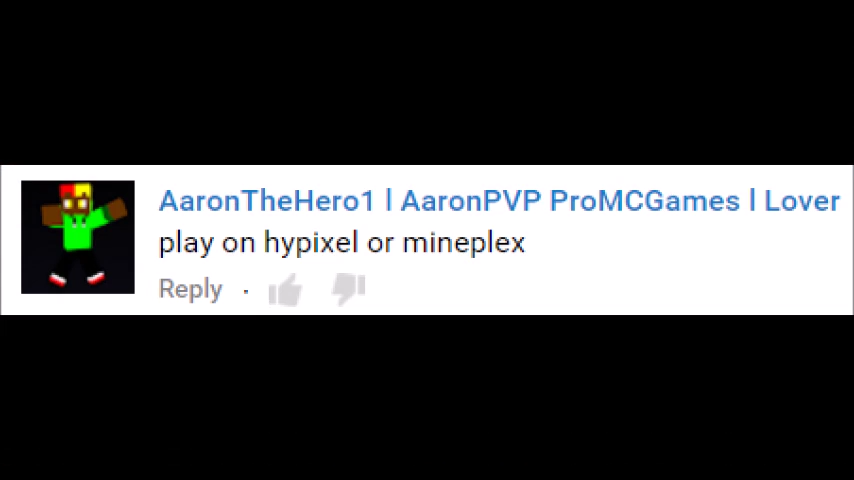 AaronTheHero1 l AaronPVP ProMCGames l Lover
play on hypixel or mineplex
Reply ·